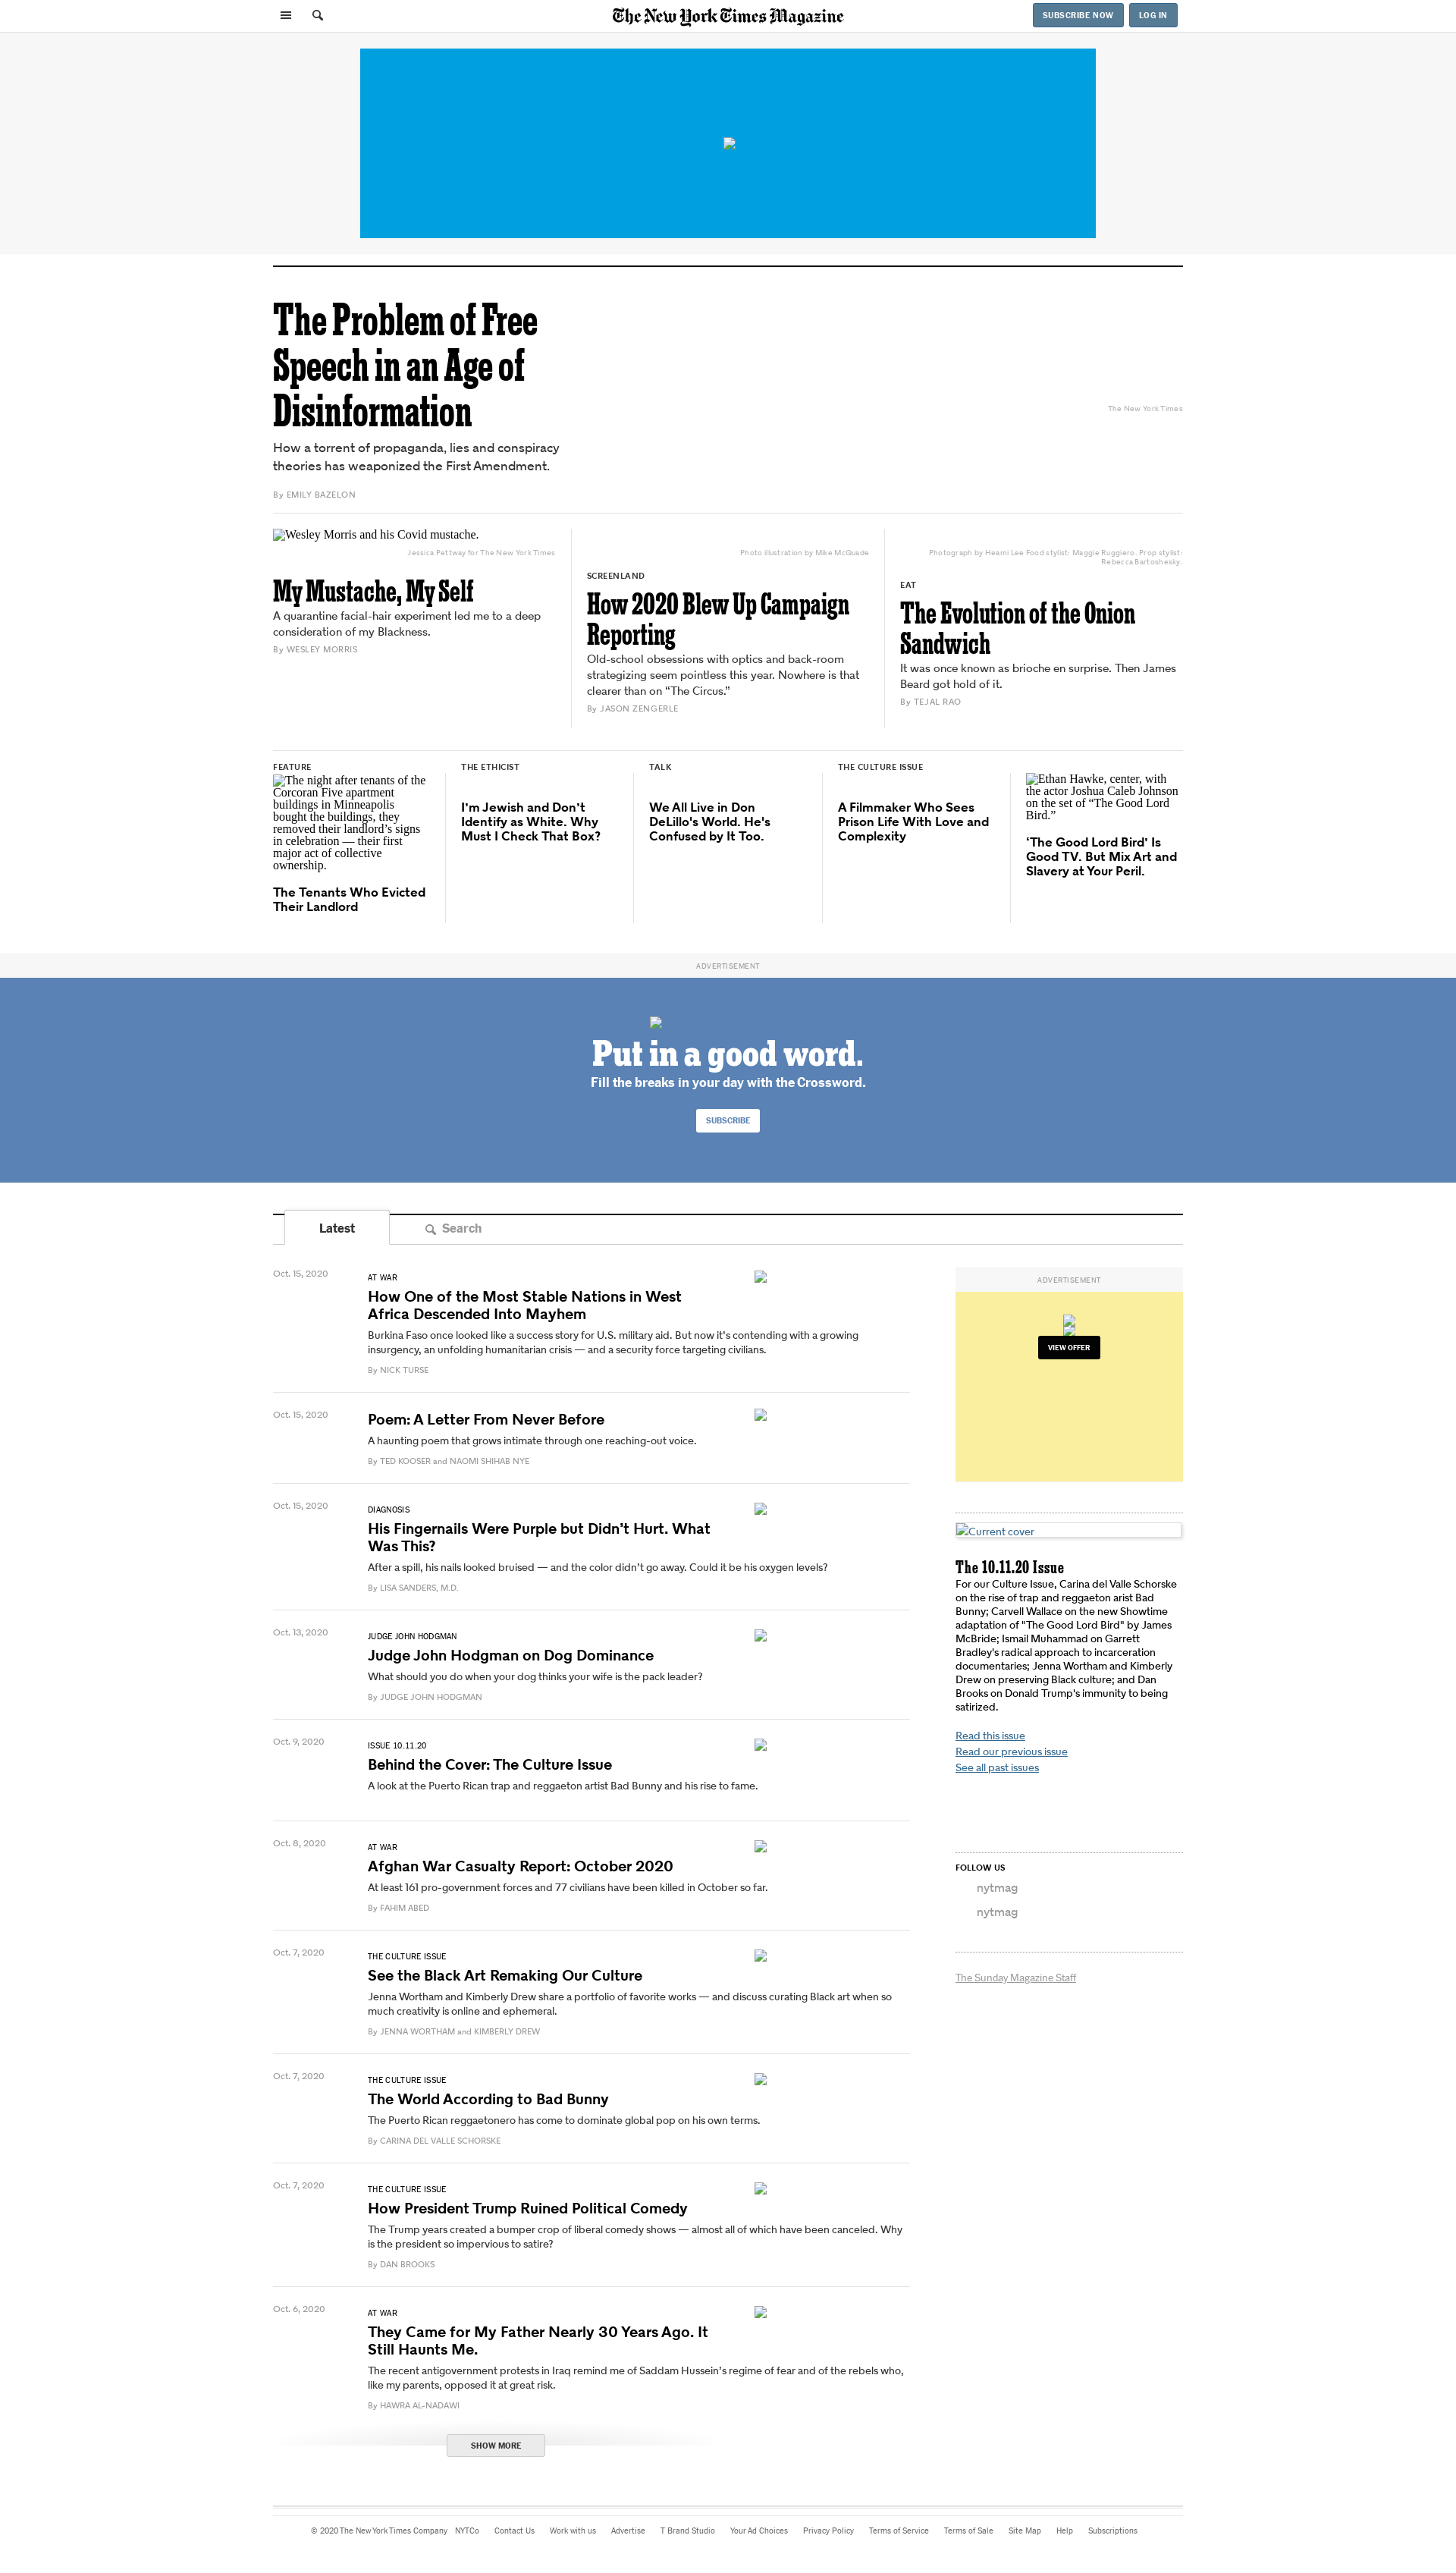 The New York Times Magazine
SUBSCRIBE NOW
LOG IN
The Problem of Free
Speech in an Age of
Disinformation
How a torrent of propaganda, lies and conspiracy
theories has weaponized the First Amendment.
By EMILY BAZELON
The New York Times
Wesley Morris and his Covid mustache.
Jessica Pettway for The New York Times
My Mustache, My Self
A quarantine facial-hair experiment led me to a deep
consideration of my Blackness.
By WESLEY MORRIS
Photo illustration by Mike McQuade
SCREENLAND
How 2020 Blew Up Campaign
Reporting
Old-school obsessions with optics and back-room
strategizing seem pointless this year. Nowhere is that
clearer than on “The Circus.”
By JASON ZENGERLE
Photograph by Heami Lee Food stylist: Maggie Ruggiero. Prop stylist:
Rebecca Bartoshesky.
EAT
The Evolution of the Onion
Sandwich
It was once known as brioche en surprise. Then James
Beard got hold of it.
By TEJAL RAO
FEATURE
The night after tenants of the
Corcoran Five apartment
buildings in Minneapolis
bought the buildings, they
removed their landlord’s signs
in celebration — their first
major act of collective
ownership.
The Tenants Who Evicted
Their Landlord
THE ETHICIST
I’m Jewish and Don’t
Identify as White. Why
Must I Check That Box?
TALK
We All Live in Don
DeLillo's World. He's
Confused by It Too.
THE CULTURE ISSUE
A Filmmaker Who Sees
Prison Life With Love and
Complexity
Ethan Hawke, center, with
the actor Joshua Caleb Johnson
on the set of “The Good Lord
Bird.”
‘The Good Lord Bird’ Is
Good TV. But Mix Art and
Slavery at Your Peril.
ADVERTISEMENT
Put in a good word.
Fill the breaks in your day with the Crossword.
SUBSCRIBE
Latest
Search
Oct. 15, 2020
AT WAR
How One of the Most Stable Nations in West
Africa Descended Into Mayhem
Burkina Faso once looked like a success story for U.S. military aid. But now it’s contending with a growing
insurgency, an unfolding humanitarian crisis — and a security force targeting civilians.
By NICK TURSE
Oct. 15, 2020
Poem: A Letter From Never Before
A haunting poem that grows intimate through one reaching-out voice.
By TED KOOSER and NAOMI SHIHAB NYE
Oct. 15, 2020
DIAGNOSIS
His Fingernails Were Purple but Didn’t Hurt. What
Was This?
After a spill, his nails looked bruised — and the color didn’t go away. Could it be his oxygen levels?
By LISA SANDERS, M.D.
Oct. 13, 2020
JUDGE JOHN HODGMAN
Judge John Hodgman on Dog Dominance
What should you do when your dog thinks your wife is the pack leader?
By JUDGE JOHN HODGMAN
Oct. 9, 2020
ISSUE 10.11.20
Behind the Cover: The Culture Issue
A look at the Puerto Rican trap and reggaeton artist Bad Bunny and his rise to fame.
Oct. 8, 2020
AT WAR
Afghan War Casualty Report: October 2020
At least 161 pro-government forces and 77 civilians have been killed in October so far.
By FAHIM ABED
Oct. 7, 2020
THE CULTURE ISSUE
See the Black Art Remaking Our Culture
Jenna Wortham and Kimberly Drew share a portfolio of favorite works — and discuss curating Black art when so
much creativity is online and ephemeral.
By JENNA WORTHAM and KIMBERLY DREW
Oct. 7, 2020
THE CULTURE ISSUE
The World According to Bad Bunny
The Puerto Rican reggaetonero has come to dominate global pop on his own terms.
By CARINA DEL VALLE SCHORSKE
Oct. 7, 2020
THE CULTURE ISSUE
How President Trump Ruined Political Comedy
The Trump years created a bumper crop of liberal comedy shows — almost all of which have been canceled. Why
is the president so impervious to satire?
By DAN BROOKS
Oct. 6, 2020
AT WAR
They Came for My Father Nearly 30 Years Ago. It
Still Haunts Me.
The recent antigovernment protests in Iraq remind me of Saddam Hussein’s regime of fear and of the rebels who,
like my parents, opposed it at great risk.
By HAWRA AL-NADAWI
SHOW MORE
ADVERTISEMENT
VIEW OFFER
Current cover
The 10.11.20 Issue
For our Culture Issue, Carina del Valle Schorske
on the rise of trap and reggaeton arist Bad
Bunny; Carvell Wallace on the new Showtime
adaptation of "The Good Lord Bird" by James
McBride; Ismail Muhammad on Garrett
Bradley's radical approach to incarceration
documentaries; Jenna Wortham and Kimberly
Drew on preserving Black culture; and Dan
Brooks on Donald Trump's immunity to being
satirized.
Read this issue
Read our previous issue
See all past issues
FOLLOW US
nytmag
nytmag
The Sunday Magazine Staff
© 2020 The New York Times Company NYTCo Contact Us Work with us Advertise T Brand Studio Your Ad Choices Privacy Policy Terms of Service Terms of Sale Site Map Help Subscriptions